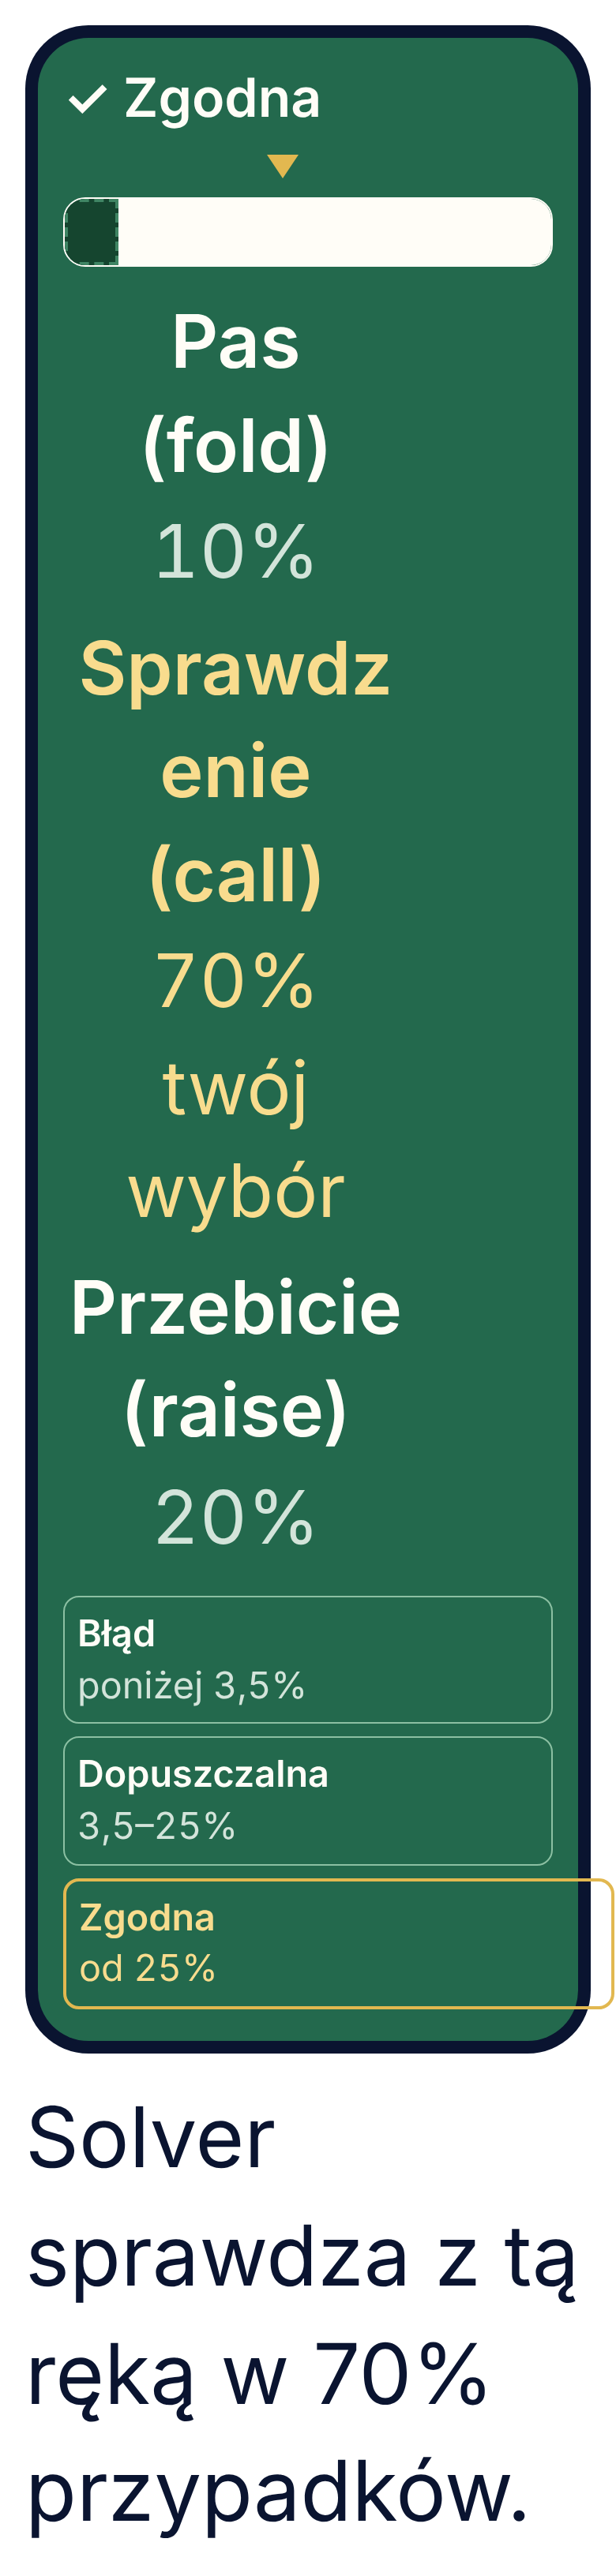 ✓ Zgodna
Pas
(fold)
10%
Sprawdz
enie
(call)
70%
twój
wybór
Przebicie
(raise)
20%
Błąd
poniżej 3,5%
Dopuszczalna
3,5–25%
Zgodna
od 25%
Solver
sprawdza z tą
ręką w 70%
przypadków.